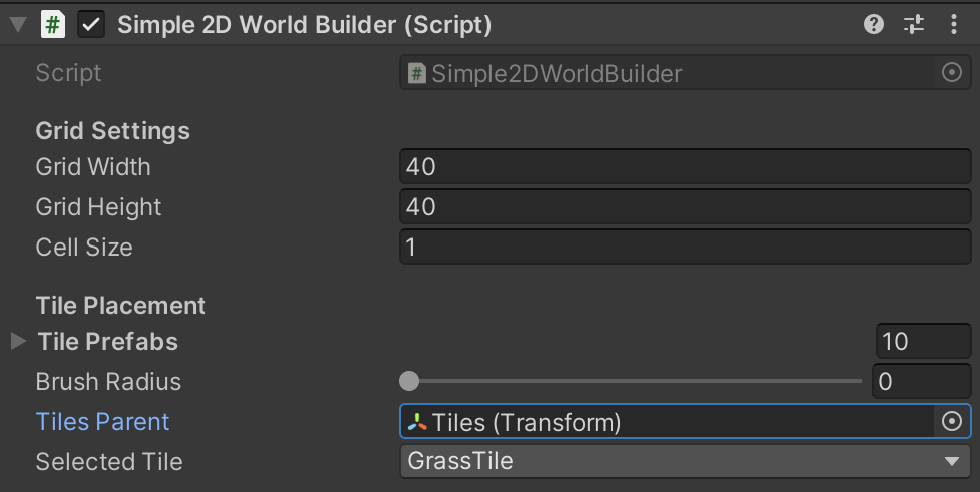 Simple 2D World Builder (Script)
Script Simple2DWorldBuilder
Grid Settings
Grid Width 40
Grid Height 40
Cell Size 1
Tile Placement
Tile Prefabs 10
Brush Radius 0
Tiles Parent Tiles (Transform)
Selected Tile GrassTile